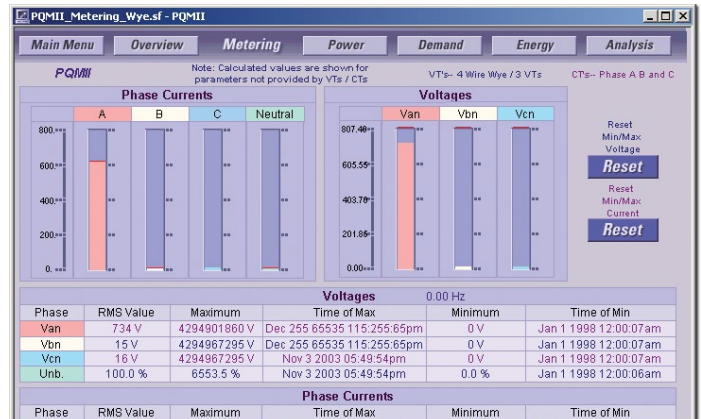 PQMII_Metering_Wye.sf - PQMII
Main Menu Overview Metering Power Demand Energy Analysis
PQMII
Note: Calculated values are shown for
parameters not provided by VTs / CTs
VT's-- 4 Wire Wye / 3 VTs
CT's-- Phase A B and C
Phase Currents
A B C Neutral
800.
600.
400.
200.
0.
Voltages
Van Vbn Vcn
807.40
605.55
403.70
201.85
0.00
Reset
Min/Max
Voltage
Reset
Reset
Min/Max
Current
Reset
Voltages 0.00 Hz
Phase RMS Value Maximum Time of Max Minimum Time of Min
Van 734 V 4294901860 V Dec 255 65535 115:255:65pm 0 V Jan 1 1998 12:00:07am
Vbn 15 V 4294967295 V Dec 255 65535 115:255:65pm 0 V Jan 1 1998 12:00:07am
Vcn 16 V 4294967295 V Nov 3 2003 05:49:54pm 0 V Jan 1 1998 12:00:07am
Unb. 100.0 % 6553.5 % Nov 3 2003 05:49:54pm 0.0 % Jan 1 1998 12:00:06am
Phase Currents
Phase RMS Value Maximum Time of Max Minimum Time of Min